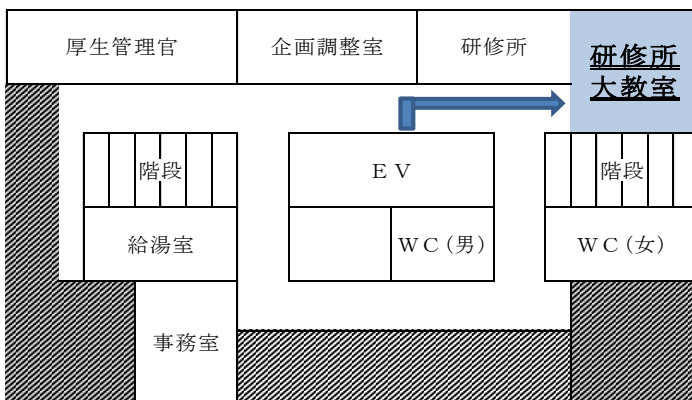 厚生管理官
企画調整室
研修所
研修所
大教室
階段
ＥＶ
階段
給湯室
ＷＣ（男）
ＷＣ（女）
事務室